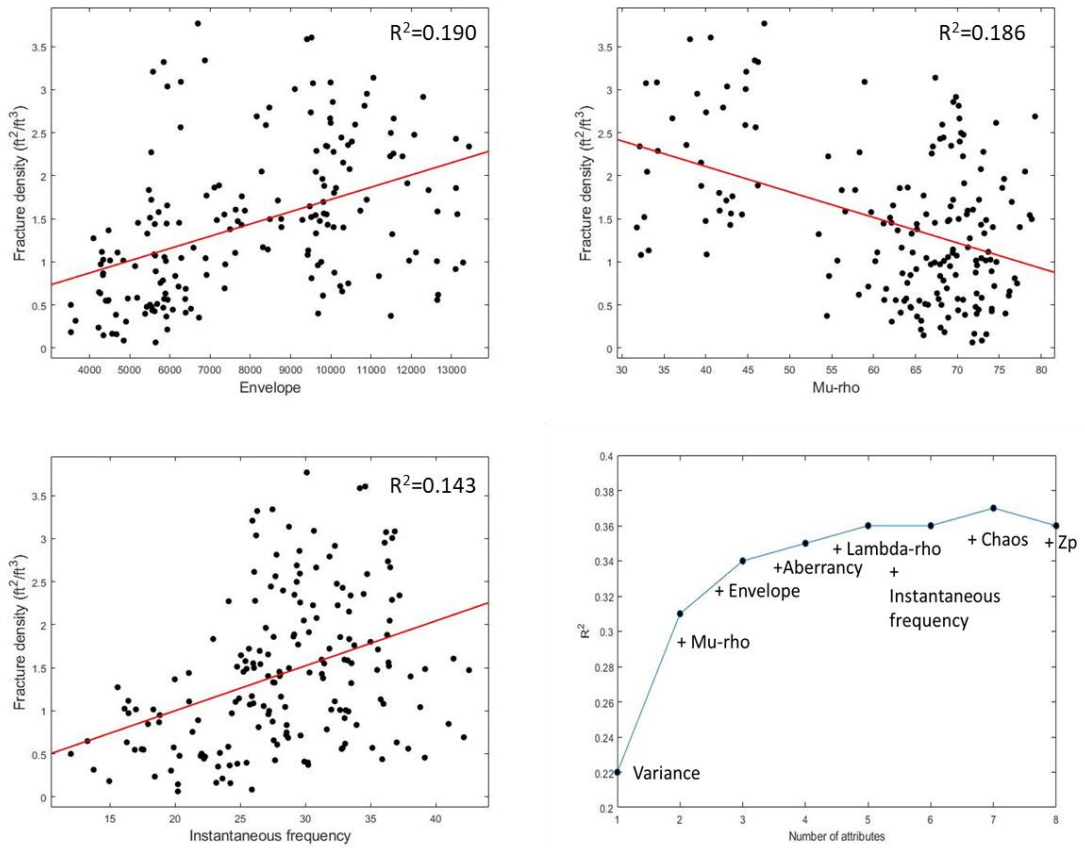 R²=0.190
Fracture density (ft²/ft³)
3.5
3
2.5
2
1.5
1
0.5
0
4000 5000 6000 7000 8000 9000 10000 11000 12000 13000
Envelope
R²=0.186
Fracture density (ft²/ft³)
3.5
3
2.5
2
1.5
1
0.5
0
30 35 40 45 50 55 60 65 70 75 80
Mu-rho
R²=0.143
Fracture density (ft²/ft³)
3.5
3
2.5
2
1.5
1
0.5
0
15 20 25 30 35 40
Instantaneous frequency
R²
0.4
0.38
0.36
0.34
0.32
0.3
0.28
0.26
0.24
0.22
0.2
Variance
+ Mu-rho
+ Envelope
+Aberrancy
+ Lambda-rho
+
Instantaneous
frequency
+ Chaos
+ Zp
1 2 3 4 5 6 7 8
Number of attributes